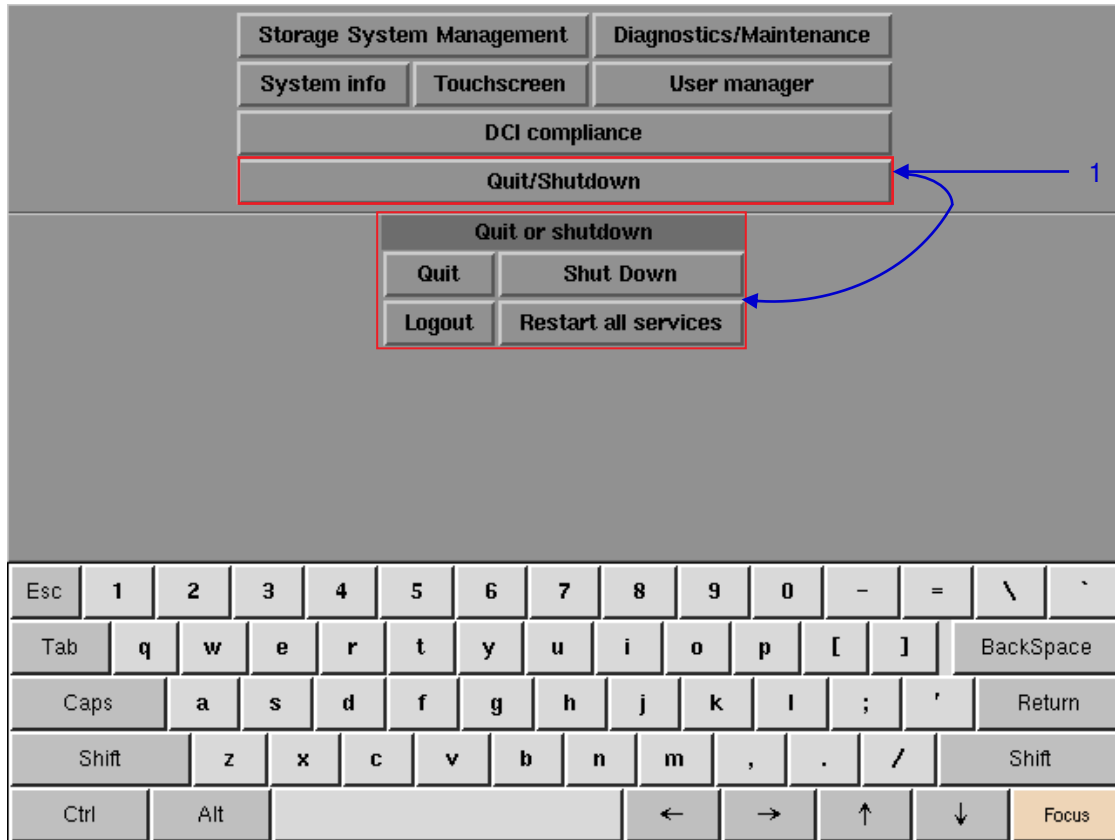 Storage System Management Diagnostics/Maintenance
System info Touchscreen User manager
DCI compliance
Quit/Shutdown 1
Quit or shutdown
Quit Shut Down
Logout Restart all services
Esc 1 2 3 4 5 6 7 8 9 0 - = \ `
Tab q w e r t y u i o p [ ] BackSpace
Caps a s d f g h j k l ; ' Return
Shift z x c v b n m , . / Shift
Ctrl Alt ← → ↑ ↓ Focus